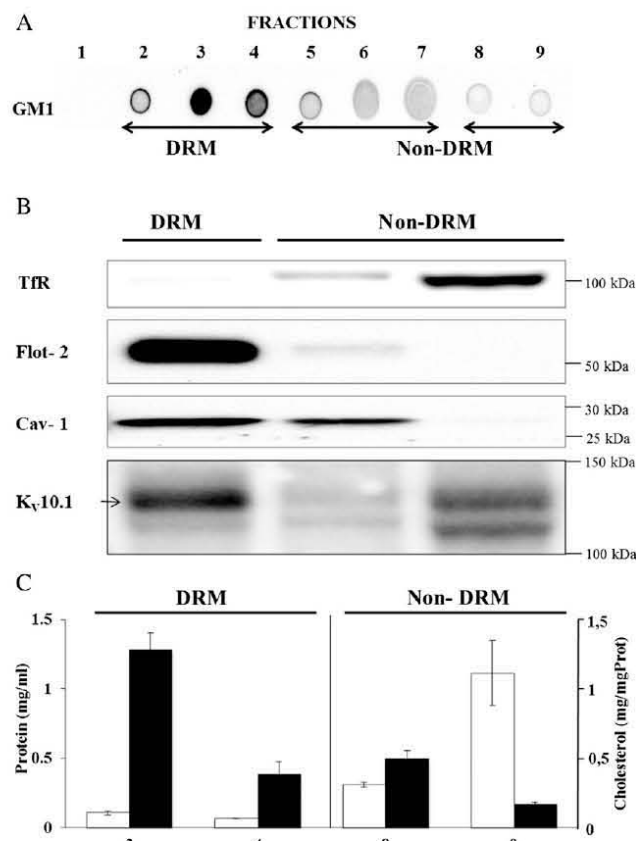 A
FRACTIONS
1 2 3 4 5 6 7 8 9
GM1
DRM Non-DRM
B
DRM Non-DRM
TfR
100 kDa
Flot- 2
50 kDa
Cav- 1
30 kDa
25 kDa
150 kDa
Kv10.1
100 kDa
C
DRM Non- DRM
1,5 1,5
1 1
0,5 0,5
0 0
Protein (mg/ml)
Cholesterol (mg/mgProt)